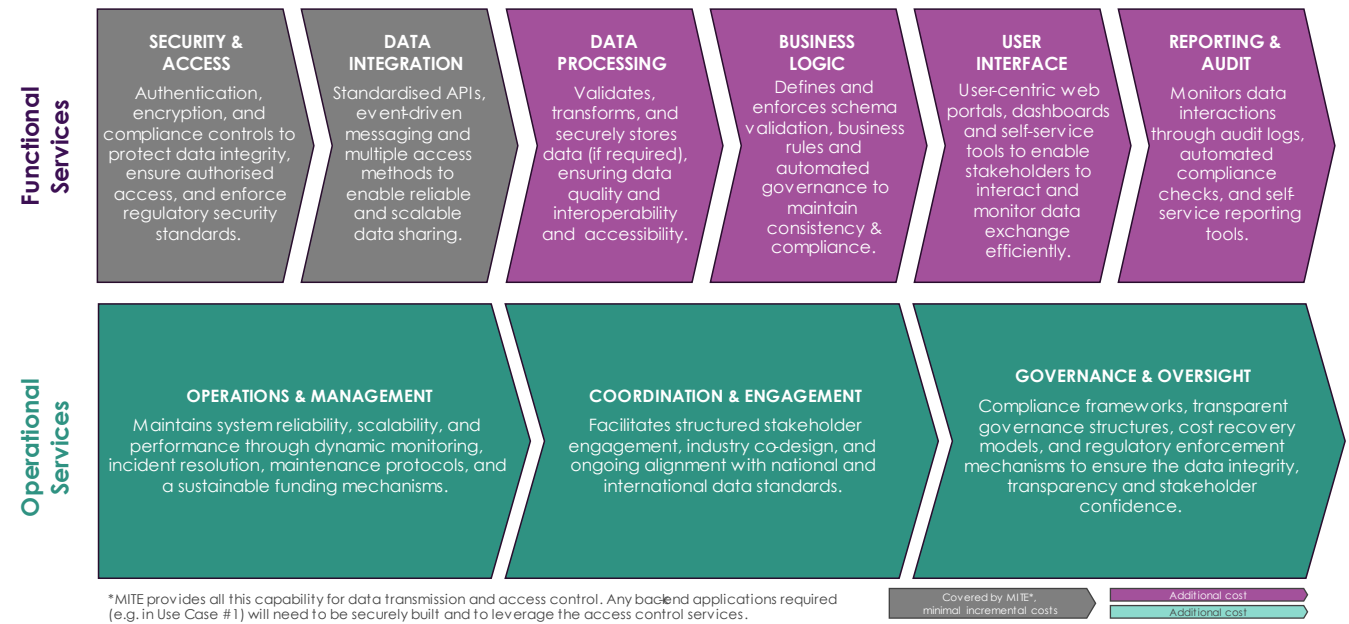 Functional
Services
SECURITY &
ACCESS
Authentication,
encryption, and
compliance controls to
protect data integrity,
ensure authorised
access, and enforce
regulatory security
standards.
DATA
INTEGRATION
Standardised APIs,
event-driven
messaging and
multiple access
methods to
enable reliable
and scalable
data sharing.
DATA
PROCESSING
Validates,
transforms, and
securely stores
data (if required),
ensuring data
quality and
interoperability
and accessibility.
BUSINESS
LOGIC
Defines and
enforces schema
validation, business
rules and
automated
governance to
maintain
consistency &
compliance.
USER
INTERFACE
User-centric web
portals, dashboards
and self-service
tools to enable
stakeholders to
interact and
monitor data
exchange
efficiently.
REPORTING &
AUDIT
Monitors data
interactions
through audit logs,
automated
compliance
checks, and self-
service reporting
tools.
Operational
Services
OPERATIONS & MANAGEMENT
Maintains system reliability, scalability, and
performance through dynamic monitoring,
incident resolution, maintenance protocols, and
a sustainable funding mechanisms.
COORDINATION & ENGAGEMENT
Facilitates structured stakeholder
engagement, industry co-design, and
ongoing alignment with national and
international data standards.
GOVERNANCE & OVERSIGHT
Compliance frameworks, transparent
governance structures, cost recovery
models, and regulatory enforcement
mechanisms to ensure the data integrity,
transparency and stakeholder
confidence.
*MITE provides all this capability for data transmission and access control. Any back-end applications required
(e.g. in Use Case #1) will need to be securely built and to leverage the access control services.
Covered by MITE*,
minimal incremental costs
Additional cost
Additional cost